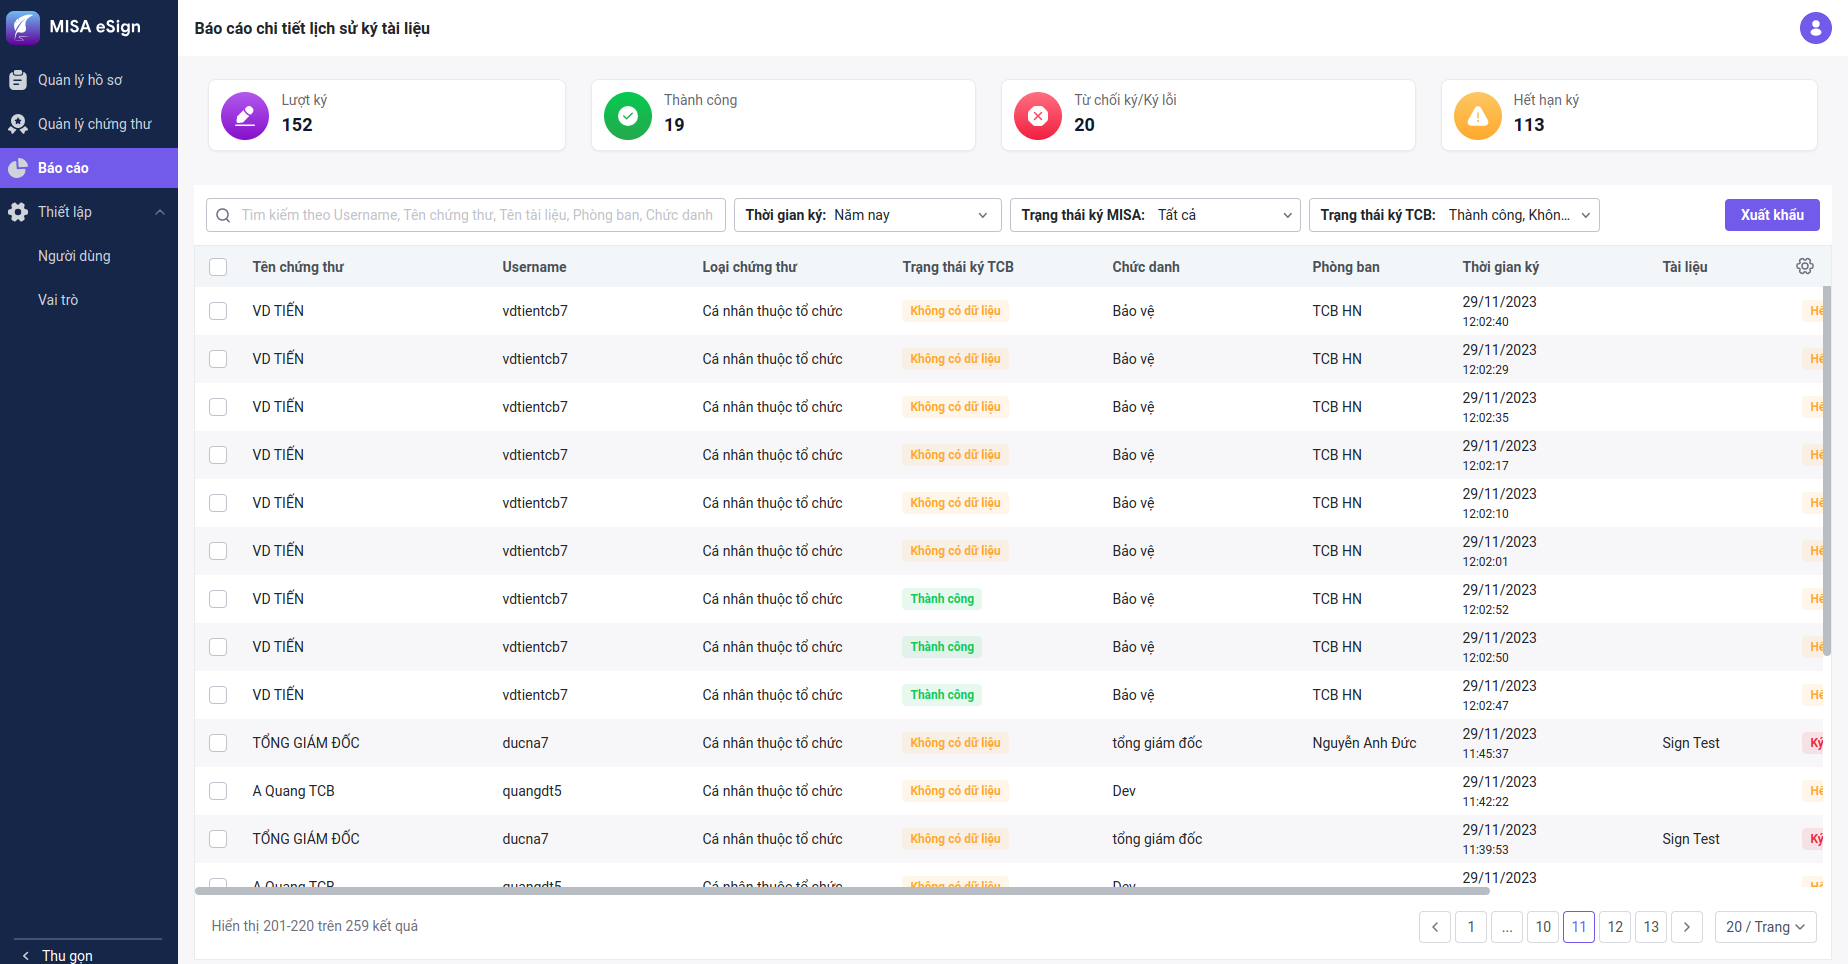 MISA eSign
Báo cáo chi tiết lịch sử ký tài liệu
Quản lý hồ sơ
Quản lý chứng thư
Báo cáo
Thiết lập
Người dùng
Vai trò
Thu gọn
Lượt ký
152
Thành công
19
Từ chối ký/Ký lỗi
20
Hết hạn ký
113
Tìm kiếm theo Username, Tên chứng thư, Tên tài liệu, Phòng ban, Chức danh
Thời gian ký: Năm nay
Trạng thái ký MISA: Tất cả
Trạng thái ký TCB: Thành công, Khôn...
Xuất khẩu
Tên chứng thư Username Loại chứng thư Trạng thái ký TCB Chức danh Phòng ban Thời gian ký Tài liệu
VD TIẾN vdtientcb7 Cá nhân thuộc tổ chức Không có dữ liệu Bảo vệ TCB HN 29/11/2023
12:02:40
VD TIẾN vdtientcb7 Cá nhân thuộc tổ chức Không có dữ liệu Bảo vệ TCB HN 29/11/2023
12:02:29
VD TIẾN vdtientcb7 Cá nhân thuộc tổ chức Không có dữ liệu Bảo vệ TCB HN 29/11/2023
12:02:35
VD TIẾN vdtientcb7 Cá nhân thuộc tổ chức Không có dữ liệu Bảo vệ TCB HN 29/11/2023
12:02:17
VD TIẾN vdtientcb7 Cá nhân thuộc tổ chức Không có dữ liệu Bảo vệ TCB HN 29/11/2023
12:02:10
VD TIẾN vdtientcb7 Cá nhân thuộc tổ chức Không có dữ liệu Bảo vệ TCB HN 29/11/2023
12:02:01
VD TIẾN vdtientcb7 Cá nhân thuộc tổ chức Thành công Bảo vệ TCB HN 29/11/2023
12:02:52
VD TIẾN vdtientcb7 Cá nhân thuộc tổ chức Thành công Bảo vệ TCB HN 29/11/2023
12:02:50
VD TIẾN vdtientcb7 Cá nhân thuộc tổ chức Thành công Bảo vệ TCB HN 29/11/2023
12:02:47
TỔNG GIÁM ĐỐC ducna7 Cá nhân thuộc tổ chức Không có dữ liệu tổng giám đốc Nguyễn Anh Đức 29/11/2023 Sign Test Ký
11:45:37
A Quang TCB quangdt5 Cá nhân thuộc tổ chức Không có dữ liệu Dev 29/11/2023
11:42:22
TỔNG GIÁM ĐỐC ducna7 Cá nhân thuộc tổ chức Không có dữ liệu tổng giám đốc 29/11/2023 Sign Test Ký
11:39:53
A Quang TCB quangdt5 Cá nhân thuộc tổ chức Không có dữ liệu Dev 29/11/2023
Hiển thị 201-220 trên 259 kết quả
1 ... 10 11 12 13 20 / Trang